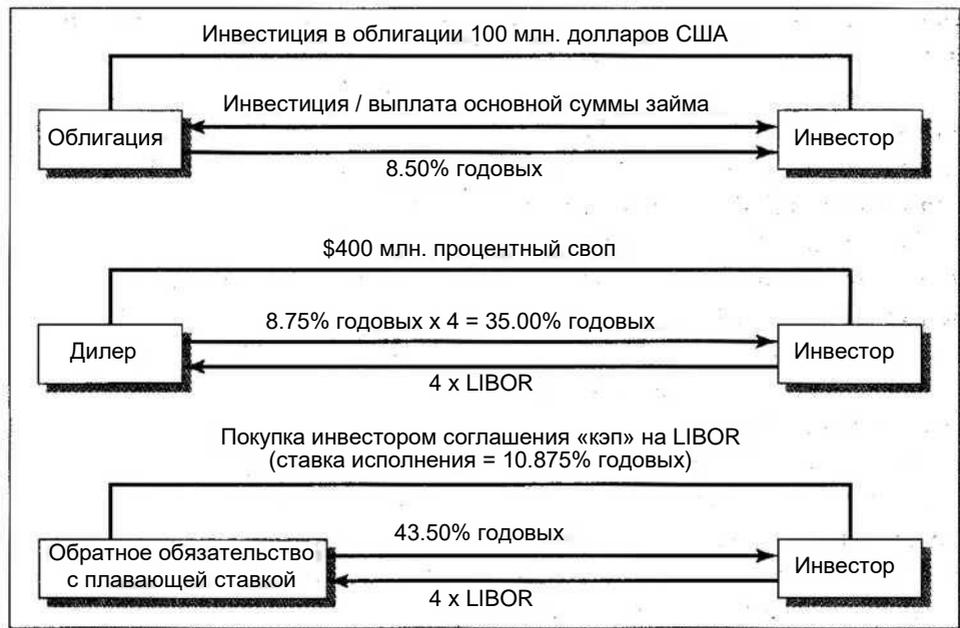 Инвестиция в облигации 100 млн. долларов США
Инвестиция / выплата основной суммы займа
Облигация
Инвестор
8.50% годовых
$400 млн. процентный своп
8.75% годовых х 4 = 35.00% годовых
Дилер
Инвестор
4 x LIBOR
Покупка инвестором соглашения «кэп» на LIBOR
(ставка исполнения = 10.875% годовых)
43.50% годовых
Обратное обязательство
с плавающей ставкой
Инвестор
4 x LIBOR